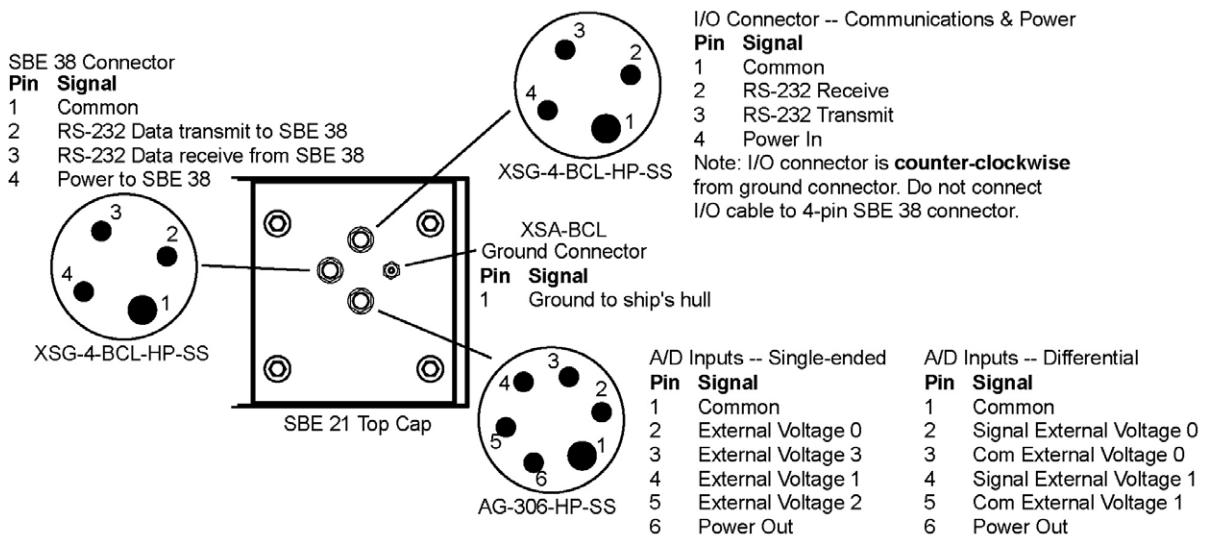 SBE 38 Connector
Pin Signal
1 Common
2 RS-232 Data transmit to SBE 38
3 RS-232 Data receive from SBE 38
4 Power to SBE 38
3
2
4
1
XSG-4-BCL-HP-SS
3
2
4
1
XSG-4-BCL-HP-SS
I/O Connector -- Communications & Power
Pin Signal
1 Common
2 RS-232 Receive
3 RS-232 Transmit
4 Power In
Note: I/O connector is counter-clockwise
from ground connector. Do not connect
I/O cable to 4-pin SBE 38 connector.
XSA-BCL
Ground Connector
Pin Signal
1 Ground to ship's hull
SBE 21 Top Cap
3
4
2
5
1
6
AG-306-HP-SS
A/D Inputs -- Single-ended
Pin Signal
1 Common
2 External Voltage 0
3 External Voltage 3
4 External Voltage 1
5 External Voltage 2
6 Power Out
A/D Inputs -- Differential
Pin Signal
1 Common
2 Signal External Voltage 0
3 Com External Voltage 0
4 Signal External Voltage 1
5 Com External Voltage 1
6 Power Out